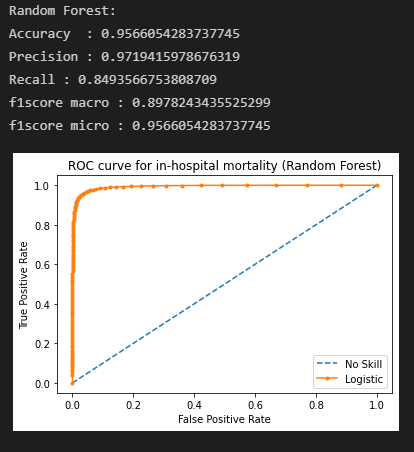 Random Forest:
Accuracy  : 0.9566054283737745
Precision : 0.9719415978676319
Recall : 0.8493566753808709
f1score macro : 0.8978243435525299
f1score micro : 0.9566054283737745
ROC curve for in-hospital mortality (Random Forest)
1.0
0.8
0.6
0.4
0.2
0.0
True Positive Rate
No Skill
Logistic
0.0 0.2 0.4 0.6 0.8 1.0
False Positive Rate